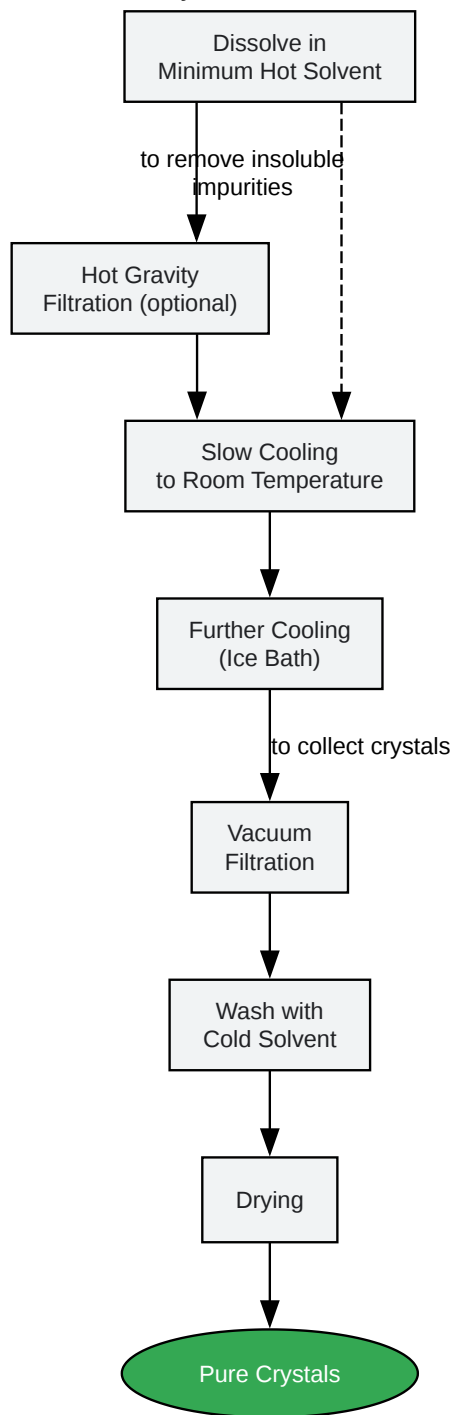 Dissolve in
Minimum Hot Solvent
to remove insoluble
impurities
Hot Gravity
Filtration (optional)
Slow Cooling
to Room Temperature
Further Cooling
(Ice Bath)
to collect crystals
Vacuum
Filtration
Wash with
Cold Solvent
Drying
Pure Crystals